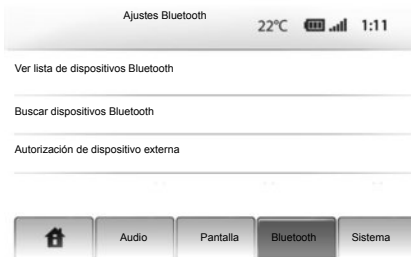 Ajustes Bluetooth
22°C 1:11
Ver lista de dispositivos Bluetooth
Buscar dispositivos Bluetooth
Autorización de dispositivo externa
Audio Pantalla Bluetooth Sistema